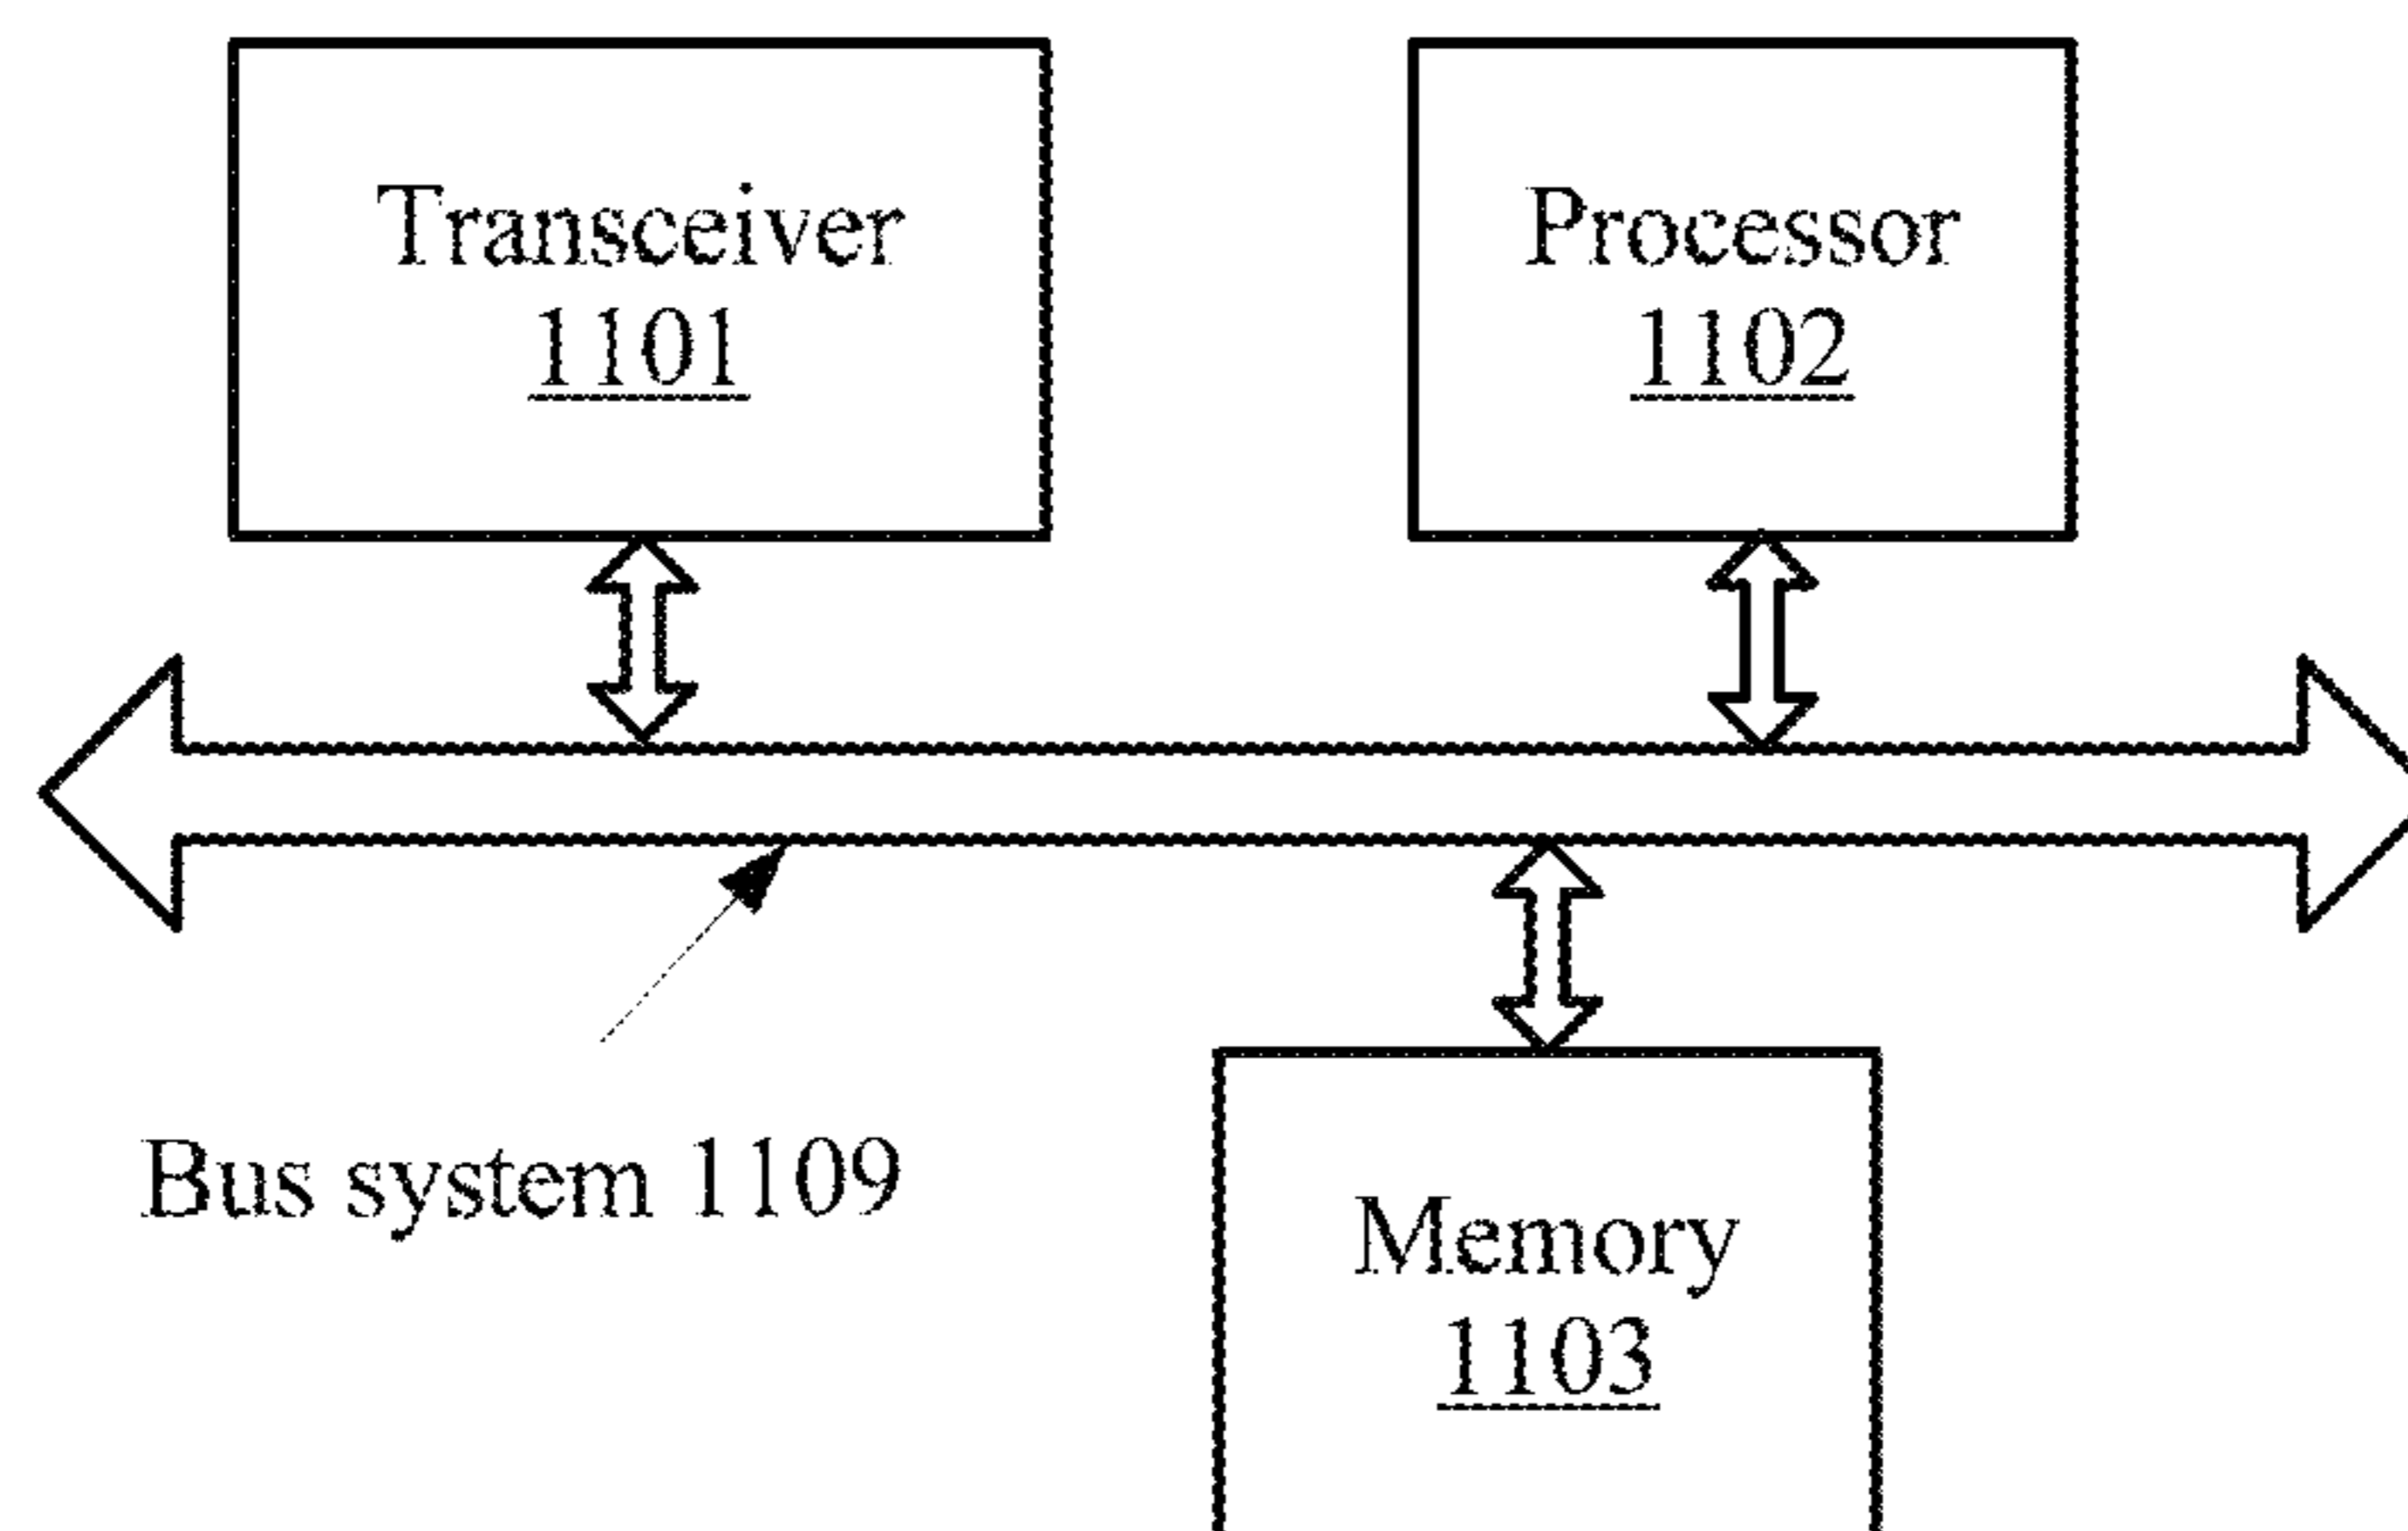 Transceiver
1101
Processor
1102
Bus system 1109
Memory
1103